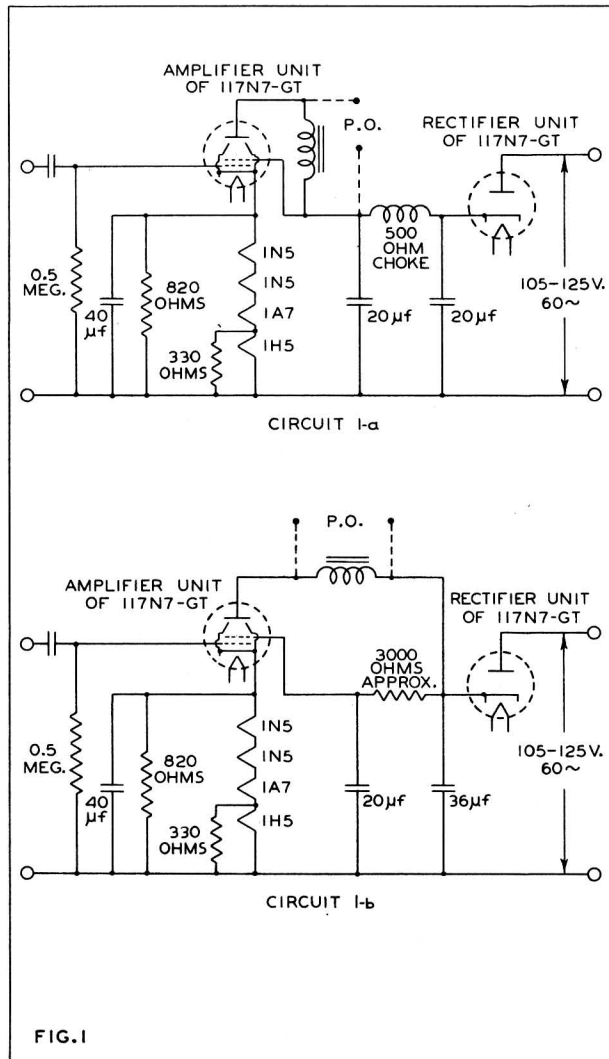 AMPLIFIER UNIT
OF 117N7-GT
P.O.
RECTIFIER UNIT
OF 117N7-GT
0.5
MEG.
40
µf
820
OHMS
1N5
1N5
1A7
330
OHMS
1H5
500
OHM
CHOKE
20µf
20µf
105-125V.
60~
CIRCUIT 1-a
P.O.
AMPLIFIER UNIT
OF 117N7-GT
RECTIFIER UNIT
OF 117N7-GT
3000
OHMS
APPROX.
0.5
MEG.
40
µf
820
OHMS
1N5
1N5
1A7
330
OHMS
1H5
20µf
36µf
105-125V.
60~
CIRCUIT 1-b
FIG.1